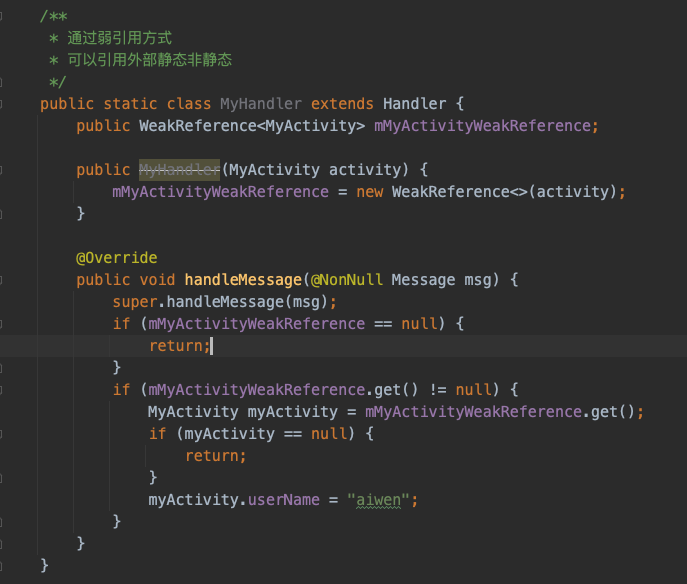 /**
 * 通过弱引用方式
 * 可以引用外部静态非静态
 */
public static class MyHandler extends Handler {
    public WeakReference<MyActivity> mMyActivityWeakReference;

    public MyHandler(MyActivity activity) {
        mMyActivityWeakReference = new WeakReference<>(activity);
    }

    @Override
    public void handleMessage(@NonNull Message msg) {
        super.handleMessage(msg);
        if (mMyActivityWeakReference == null) {
            return;
        }
        if (mMyActivityWeakReference.get() != null) {
            MyActivity myActivity = mMyActivityWeakReference.get();
            if (myActivity == null) {
                return;
            }
            myActivity.userName = "aiwen";
        }
    }
}